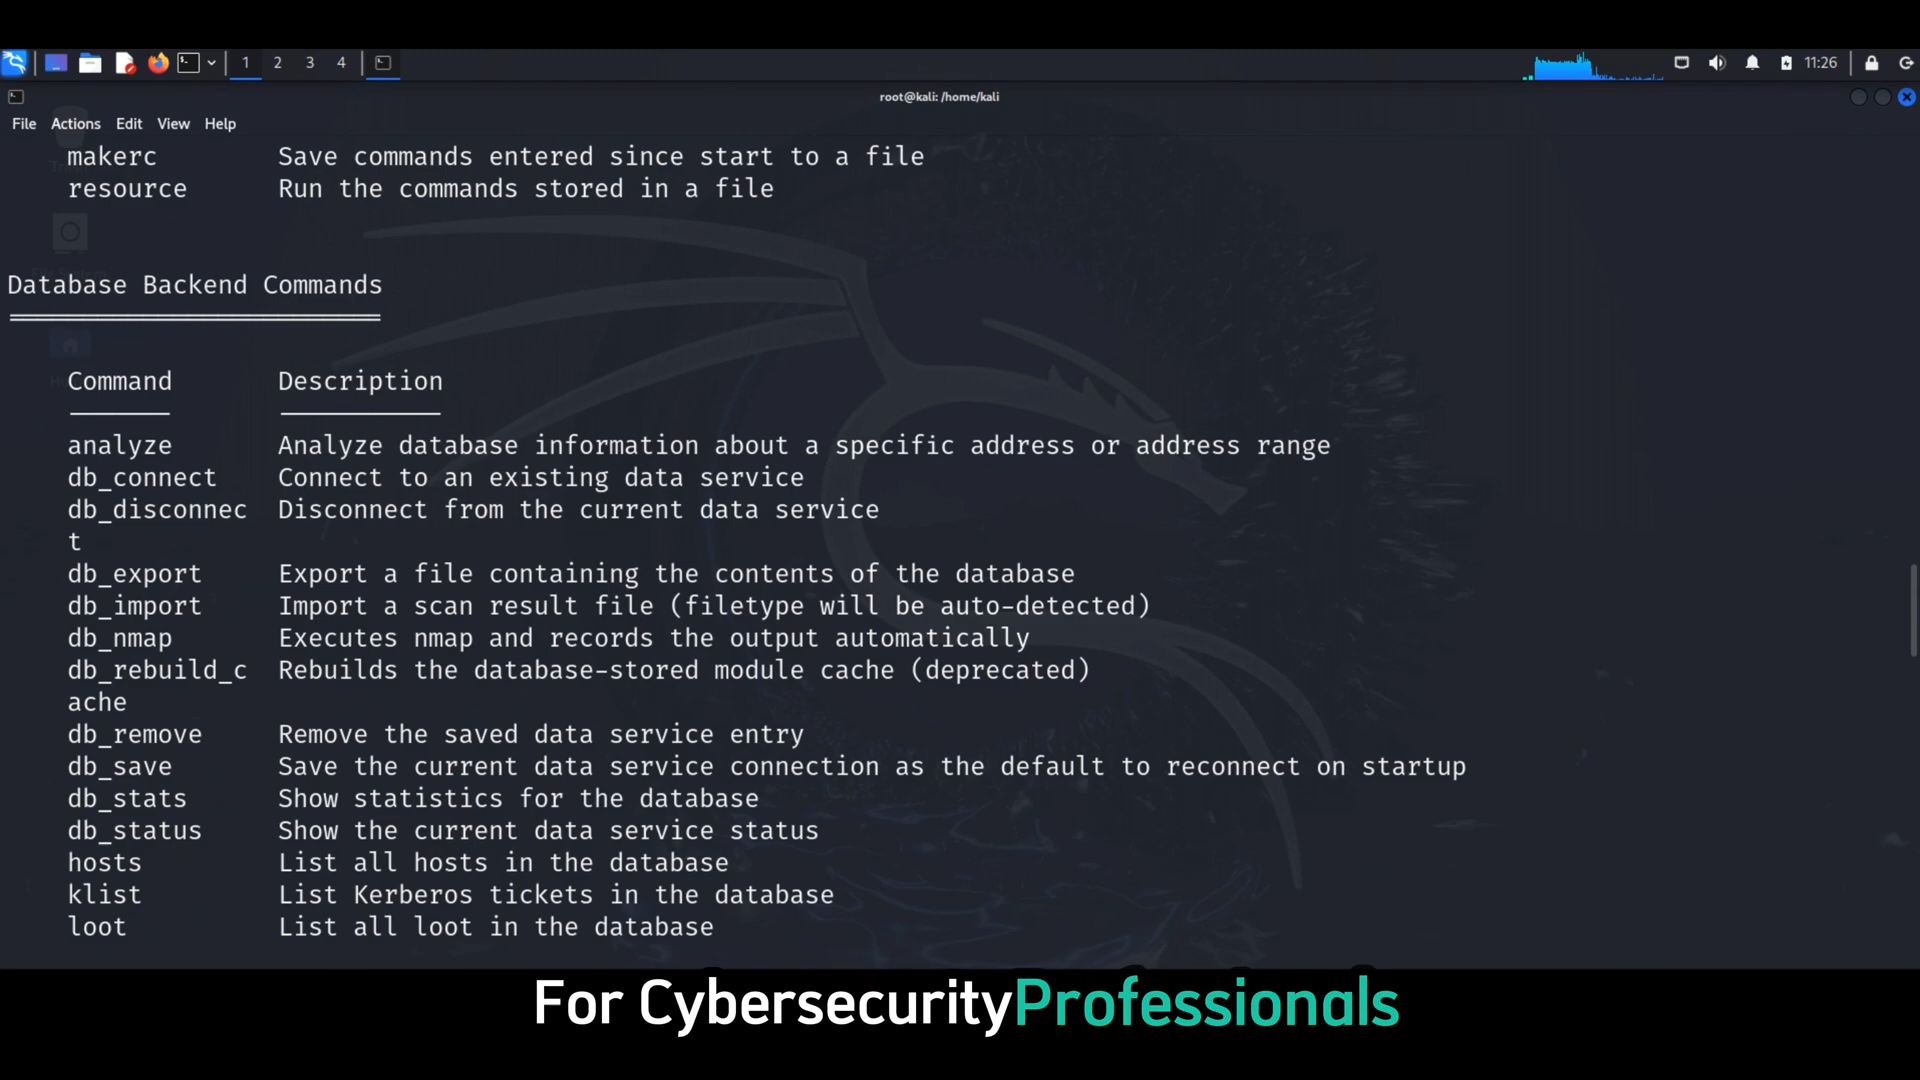 1 2 3 4 11:26
root@kali: /home/kali
File Actions Edit View Help
makerc Save commands entered since start to a file
resource Run the commands stored in a file
Database Backend Commands
Command Description
analyze Analyze database information about a specific address or address range
db_connect Connect to an existing data service
db_disconnec Disconnect from the current data service
t
db_export Export a file containing the contents of the database
db_import Import a scan result file (filetype will be auto-detected)
db_nmap Executes nmap and records the output automatically
db_rebuild_c Rebuilds the database-stored module cache (deprecated)
ache
db_remove Remove the saved data service entry
db_save Save the current data service connection as the default to reconnect on startup
db_stats Show statistics for the database
db_status Show the current data service status
hosts List all hosts in the database
klist List Kerberos tickets in the database
loot List all loot in the database
For Cybersecurity Professionals